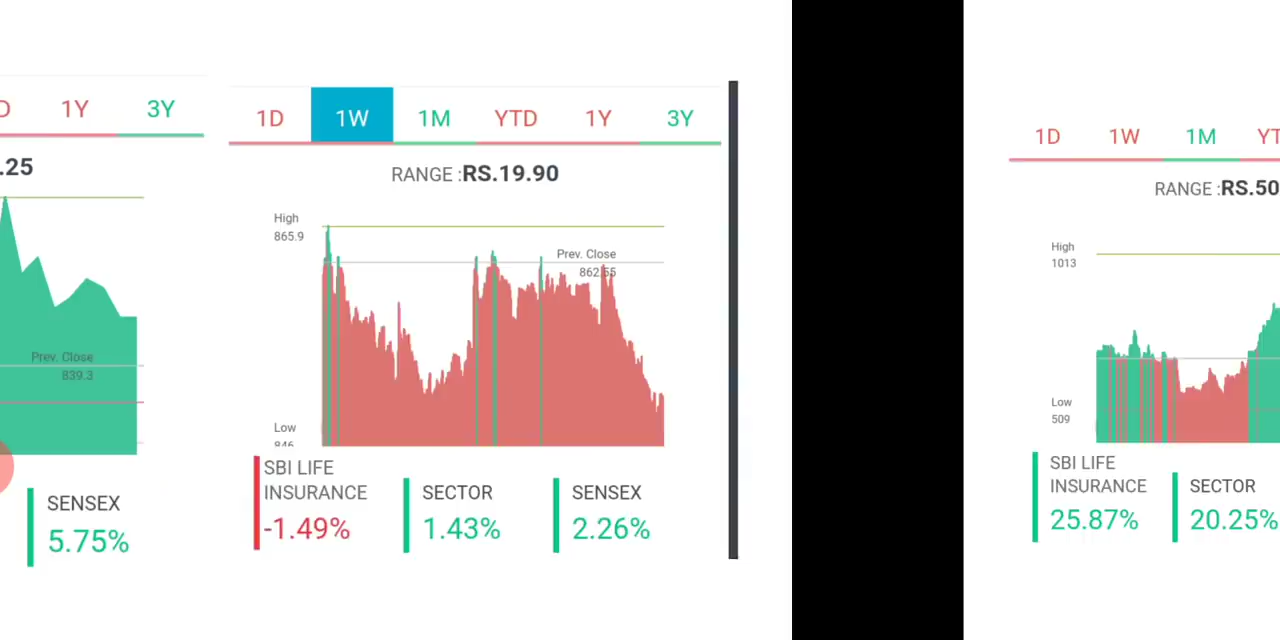 D 1Y 3Y
.25
Prev. Close
839.3
SENSEX
5.75%
1D 1W 1M YTD 1Y 3Y
RANGE :RS.19.90
High
865.9
Prev. Close
862.55
Low
846
SBI LIFE
INSURANCE
-1.49%
SECTOR
1.43%
SENSEX
2.26%
1D 1W 1M YT
RANGE :RS.50
High
1013
Low
509
SBI LIFE
INSURANCE
25.87%
SECTOR
20.25%